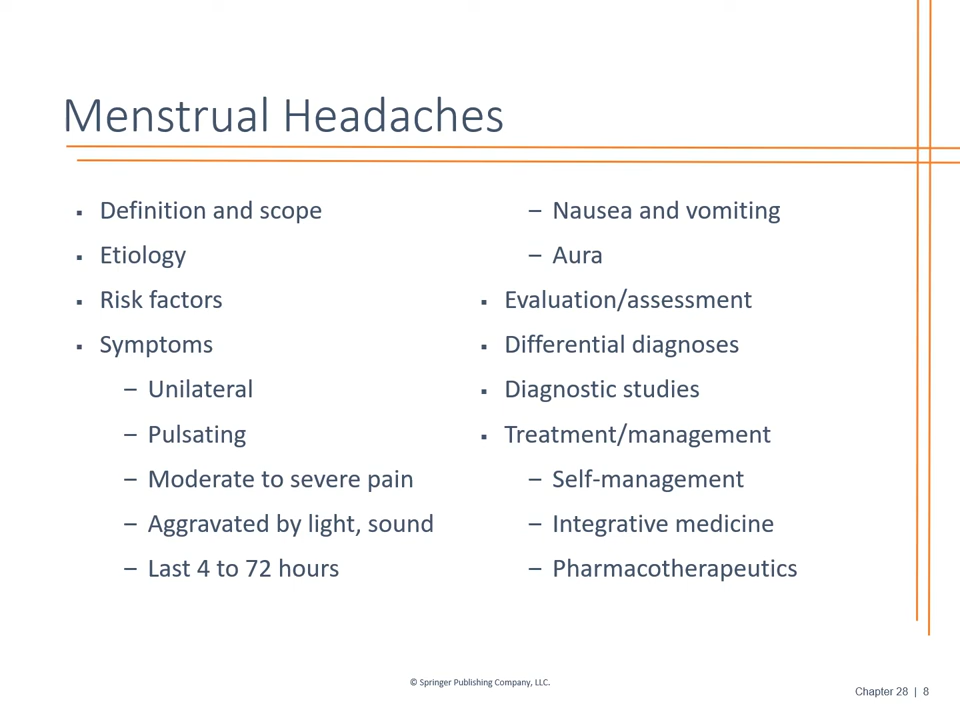 Menstrual Headaches
▪ Definition and scope
▪ Etiology
▪ Risk factors
▪ Symptoms
– Unilateral
– Pulsating
– Moderate to severe pain
– Aggravated by light, sound
– Last 4 to 72 hours
– Nausea and vomiting
– Aura
▪ Evaluation/assessment
▪ Differential diagnoses
▪ Diagnostic studies
▪ Treatment/management
– Self-management
– Integrative medicine
– Pharmacotherapeutics
© Springer Publishing Company, LLC.
Chapter 28 | 8